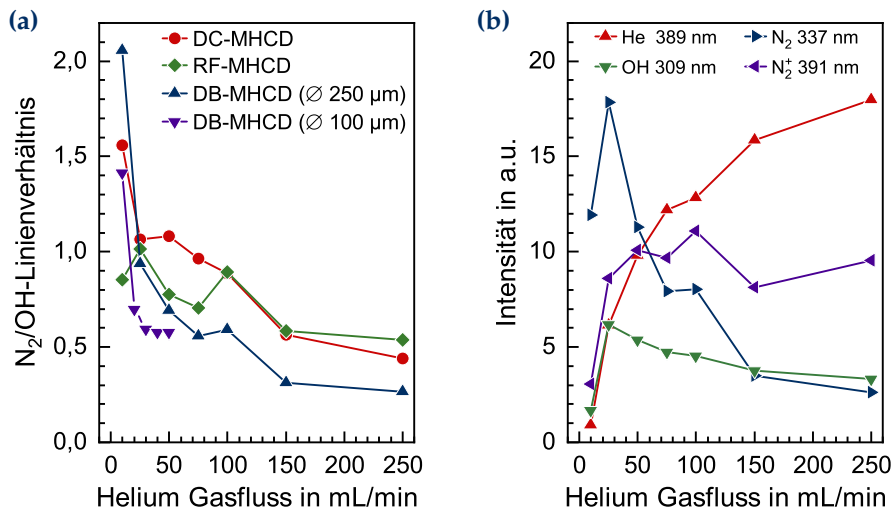 (a)
DC-MHCD
RF-MHCD
DB-MHCD (∅ 250 µm)
DB-MHCD (∅ 100 µm)
N₂/OH-Linienverhältnis
2,0
1,5
1,0
0,5
0,0
0 50 100 150 200 250
Helium Gasfluss in mL/min
(b)
He 389 nm N₂ 337 nm
OH 309 nm N₂⁺ 391 nm
Intensität in a.u.
20
15
10
5
0
0 50 100 150 200 250
Helium Gasfluss in mL/min